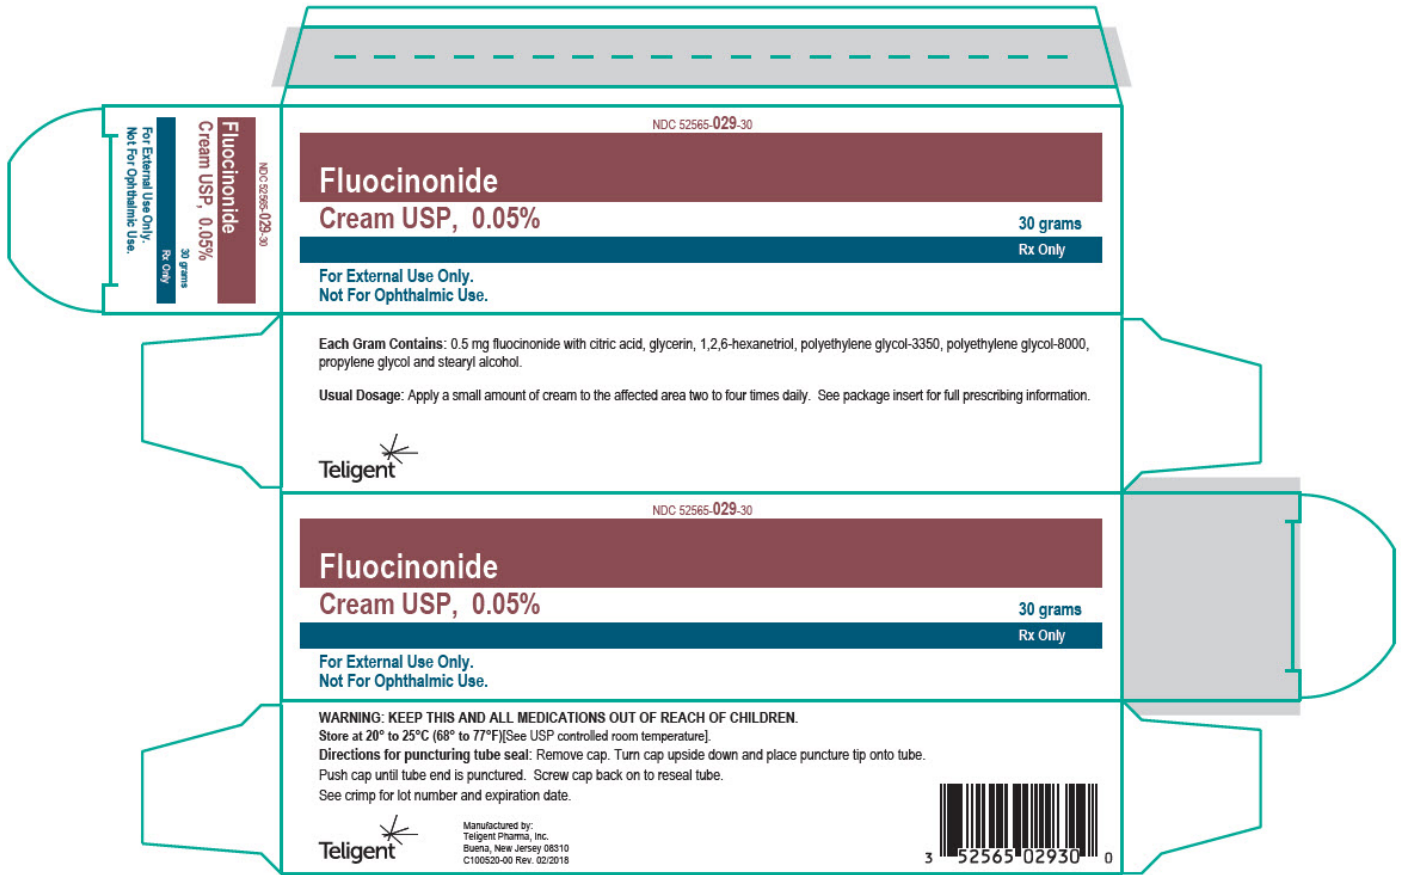 NDC 52565-029-30
Fluocinonide
Cream USP, 0.05%
30 grams
Rx Only
For External Use Only.
Not For Ophthalmic Use.
NDC 52565-029-30
Fluocinonide
Cream USP, 0.05%
30 grams
Rx Only
For External Use Only.
Not For Ophthalmic Use.
Each Gram Contains: 0.5 mg fluocinonide with citric acid, glycerin, 1,2,6-hexanetriol, polyethylene glycol-3350, polyethylene glycol-8000,
propylene glycol and stearyl alcohol.
Usual Dosage: Apply a small amount of cream to the affected area two to four times daily. See package insert for full prescribing information.
Teligent
NDC 52565-029-30
Fluocinonide
Cream USP, 0.05%
30 grams
Rx Only
For External Use Only.
Not For Ophthalmic Use.
WARNING: KEEP THIS AND ALL MEDICATIONS OUT OF REACH OF CHILDREN.
Store at 20° to 25°C (68° to 77°F)[See USP controlled room temperature].
Directions for puncturing tube seal: Remove cap. Turn cap upside down and place puncture tip onto tube.
Push cap until tube end is punctured. Screw cap back on to reseal tube.
See crimp for lot number and expiration date.
Teligent
Manufactured by:
Teligent Pharma, Inc.
Buena, New Jersey 08310
C100520-00 Rev. 02/2018
3 52565 02930 0